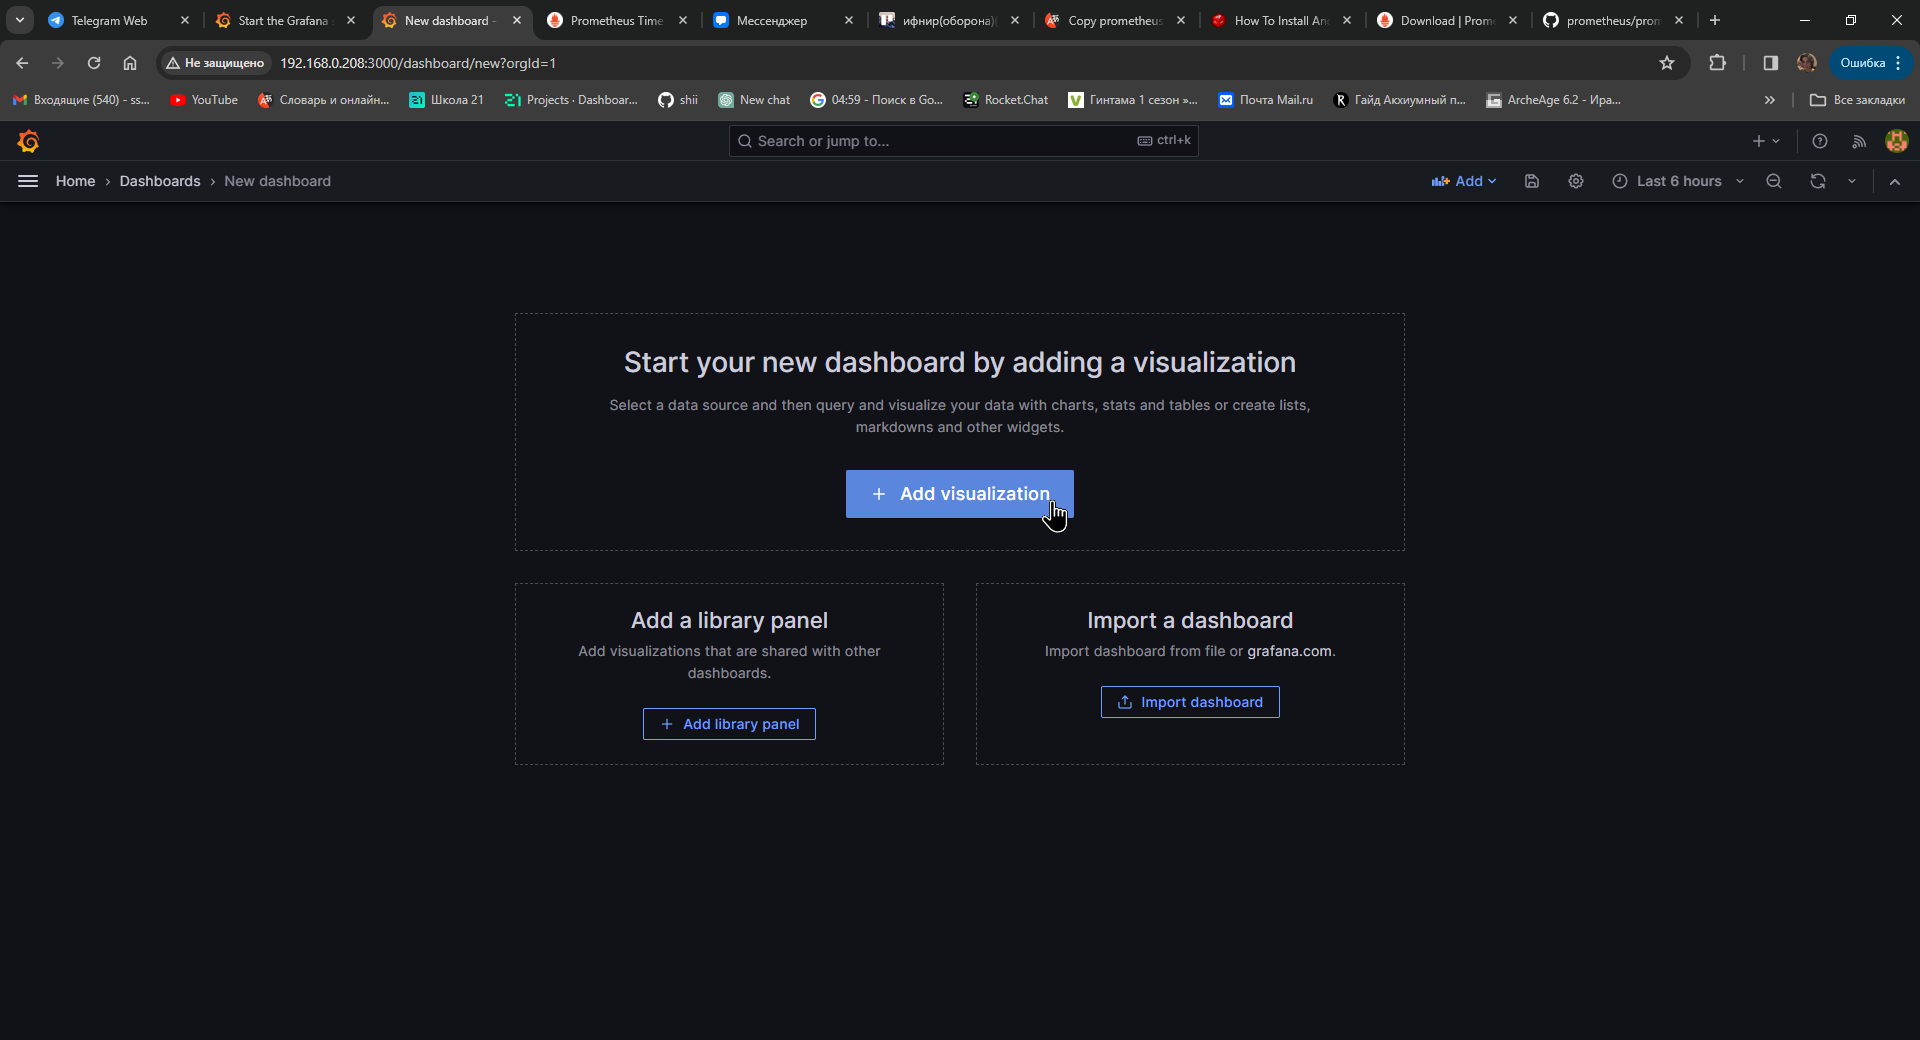 Telegram Web
Start the Grafana
New dashboard -
Prometheus Time
Мессенджер
ифнир(оборона)(
Copy prometheus
How To Install An
Download | Prom
prometheus/prom
Не защищено
192.168.0.208:3000/dashboard/new?orgId=1
Ошибка
Входящие (540) - ss...
YouTube
Словарь и онлайн...
Школа 21
Projects · Dashboar...
shii
New chat
04:59 - Поиск в Go...
Rocket.Chat
Гинтама 1 сезон »...
Почта Mail.ru
Гайд Акхиумный п...
ArcheAge 6.2 - Ира...
Все закладки
Search or jump to...
ctrl+k
Home › Dashboards › New dashboard
Add
Last 6 hours
Start your new dashboard by adding a visualization
Select a data source and then query and visualize your data with charts, stats and tables or create lists,
markdowns and other widgets.
+ Add visualization
Add a library panel
Add visualizations that are shared with other
dashboards.
+ Add library panel
Import a dashboard
Import dashboard from file or grafana.com.
Import dashboard